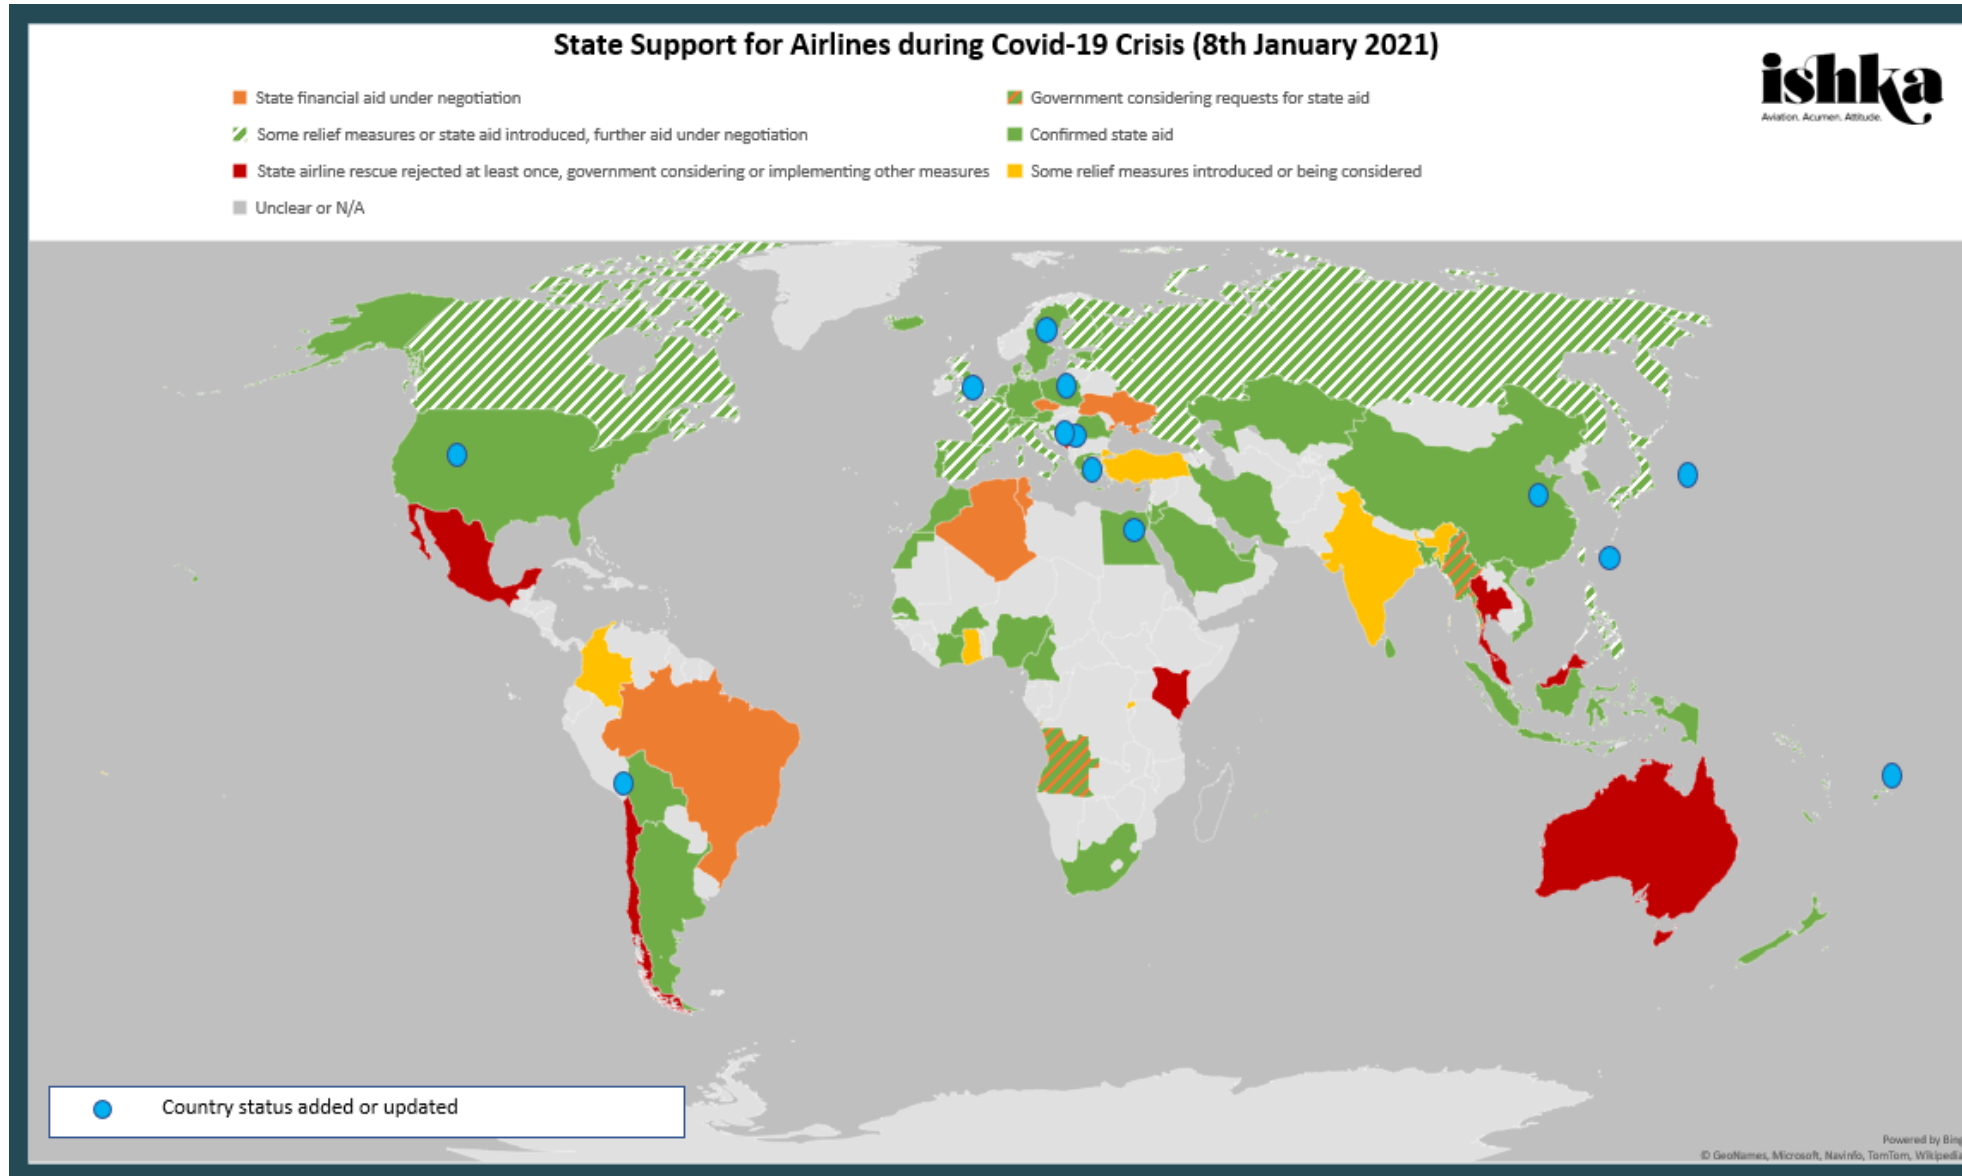 State Support for Airlines during Covid-19 Crisis (8th January 2021)
ishka
Aviation. Acumen. Attitude.
State financial aid under negotiation
Government considering requests for state aid
Some relief measures or state aid introduced, further aid under negotiation
Confirmed state aid
State airline rescue rejected at least once, government considering or implementing other measures
Some relief measures introduced or being considered
Unclear or N/A
Country status added or updated
Powered by Bing
© GeoNames, Microsoft, Navinfo, TomTom, Wikipedia